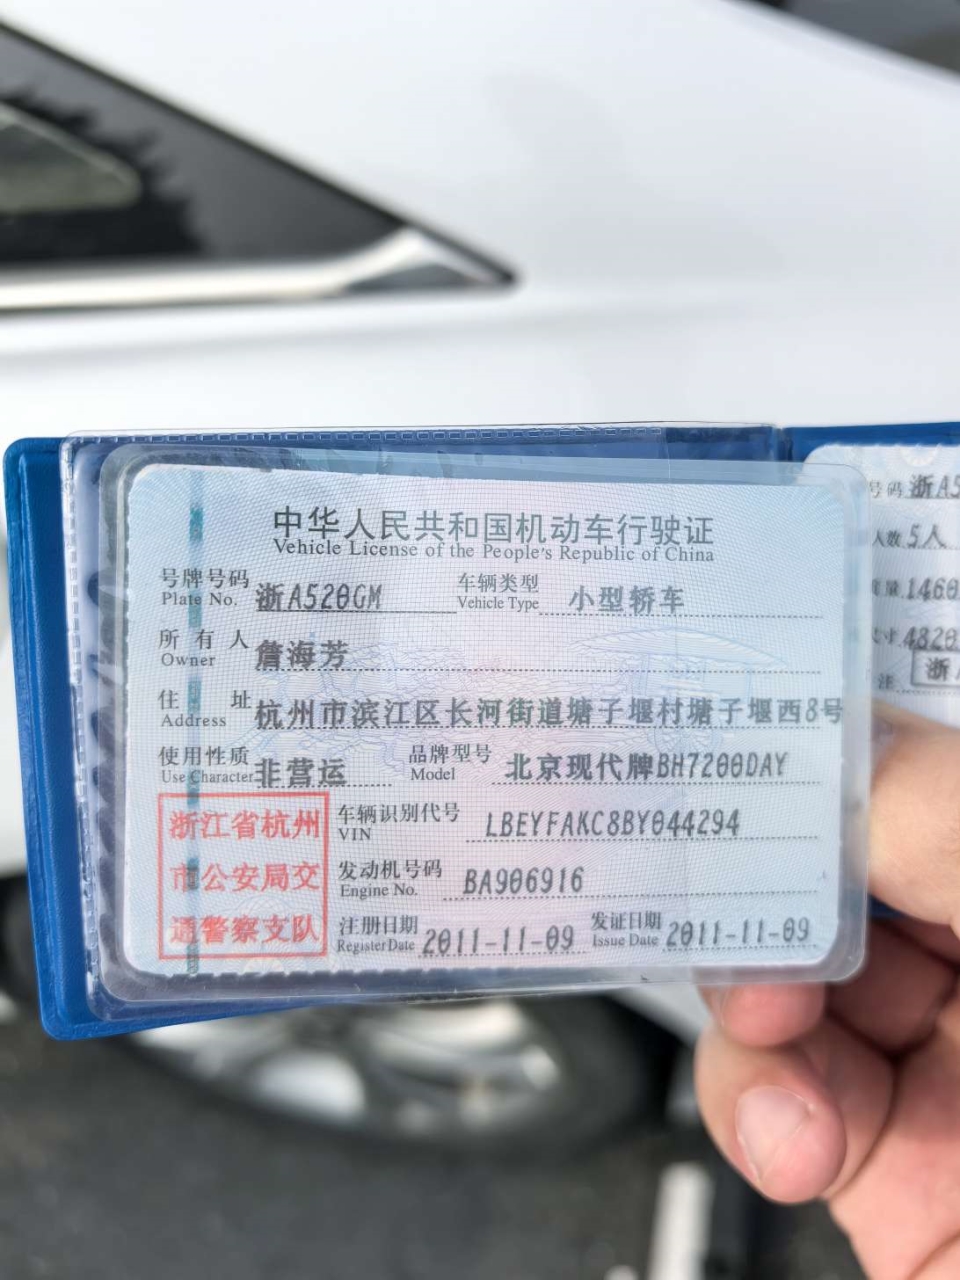 中华人民共和国机动车行驶证
Vehicle License of the People's Republic of China
号牌号码 浙A520GM 车辆类型 小型轿车
Plate No. Vehicle Type
所有人 詹海芳
Owner
住址 杭州市滨江区长河街道塘子堰村塘子堰西8号
Address
使用性质 非营运 品牌型号 北京现代牌BH7200DAY
Use Character Model
浙江省杭州
市公安局交
通警察支队
车辆识别代号 LBEYFAKC8BY044294
VIN
发动机号码 BA906916
Engine No.
注册日期 2011-11-09 发证日期 2011-11-09
Register Date Issue Date
号码 浙A5
人数 5人
质量 1460
尺寸 4820
注
浙